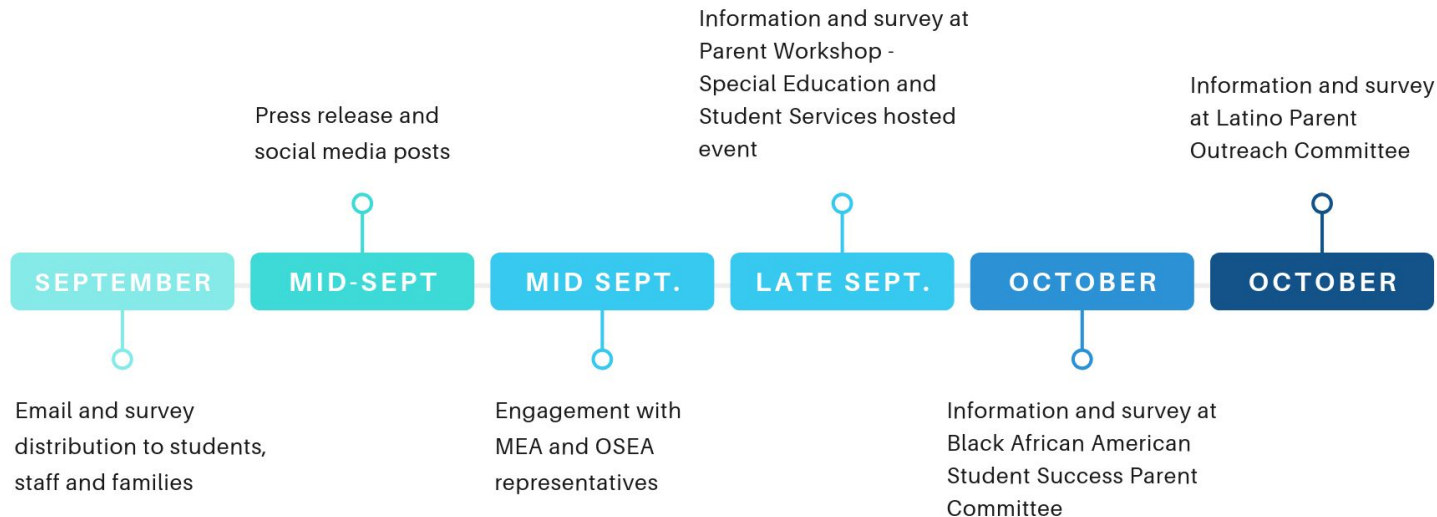 Information and survey at
Parent Workshop -
Special Education and
Student Services hosted
event
Information and survey
at Latino Parent
Outreach Committee
Press release and
social media posts
SEPTEMBER
MID-SEPT
MID SEPT.
LATE SEPT.
OCTOBER
OCTOBER
Email and survey
distribution to students,
staff and families
Engagement with
MEA and OSEA
representatives
Information and survey at
Black African American
Student Success Parent
Committee